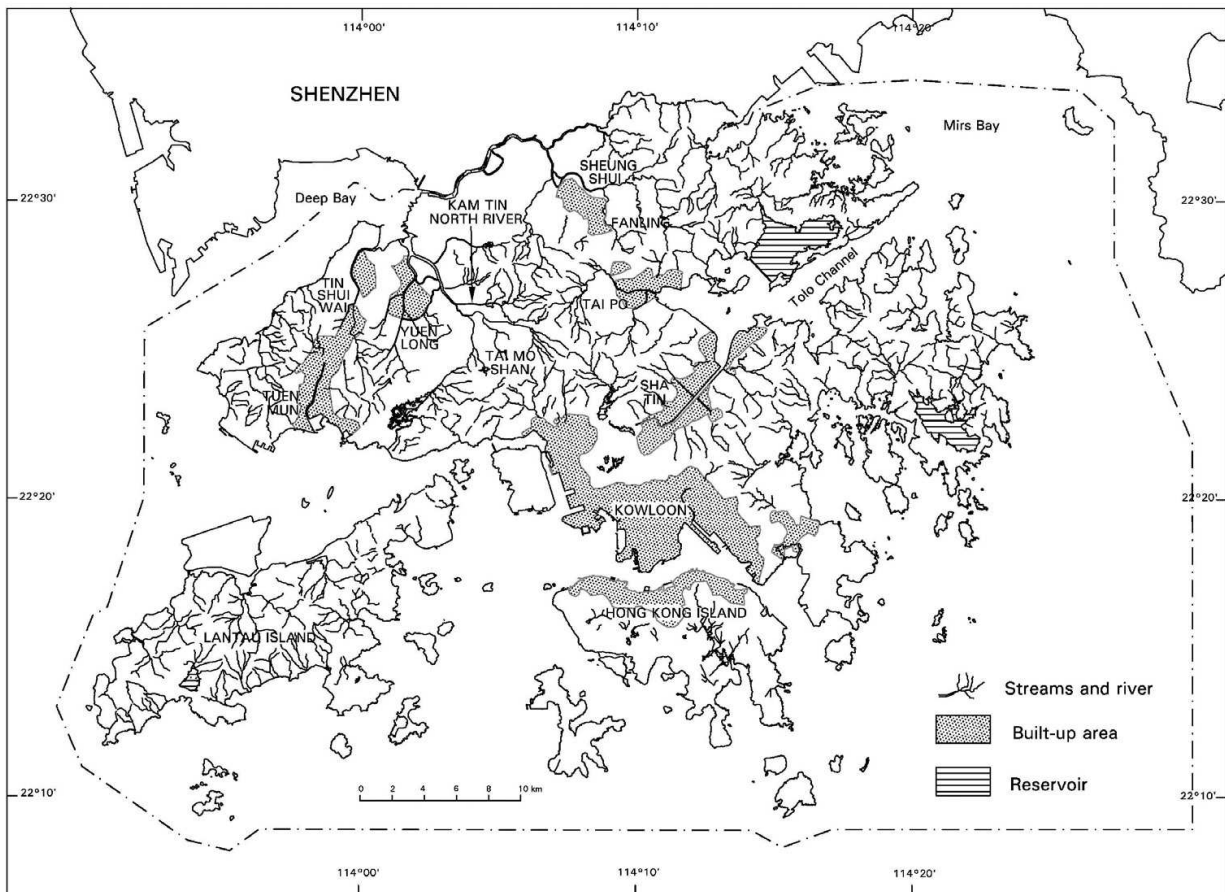 114°00'
114°10'
114°20'
SHENZHEN
Mirs Bay
SHEUNG
SHUI
22°30'
Deep Bay
KAM TIN
NORTH RIVER
22°30'
FANLING
TIN
SHUI
WAI
Tolo Channel
TAI PO
YUEN
LONG
TAI MO
SHAN
SHA
TIN
TUEN
MUN
22°20'
22°20'
KOWLOON
HONG KONG ISLAND
LANTAU ISLAND
Streams and river
Built-up area
Reservoir
0 2 4 6 8 10 km
22°10'
22°10'
114°00'
114°10'
114°20'